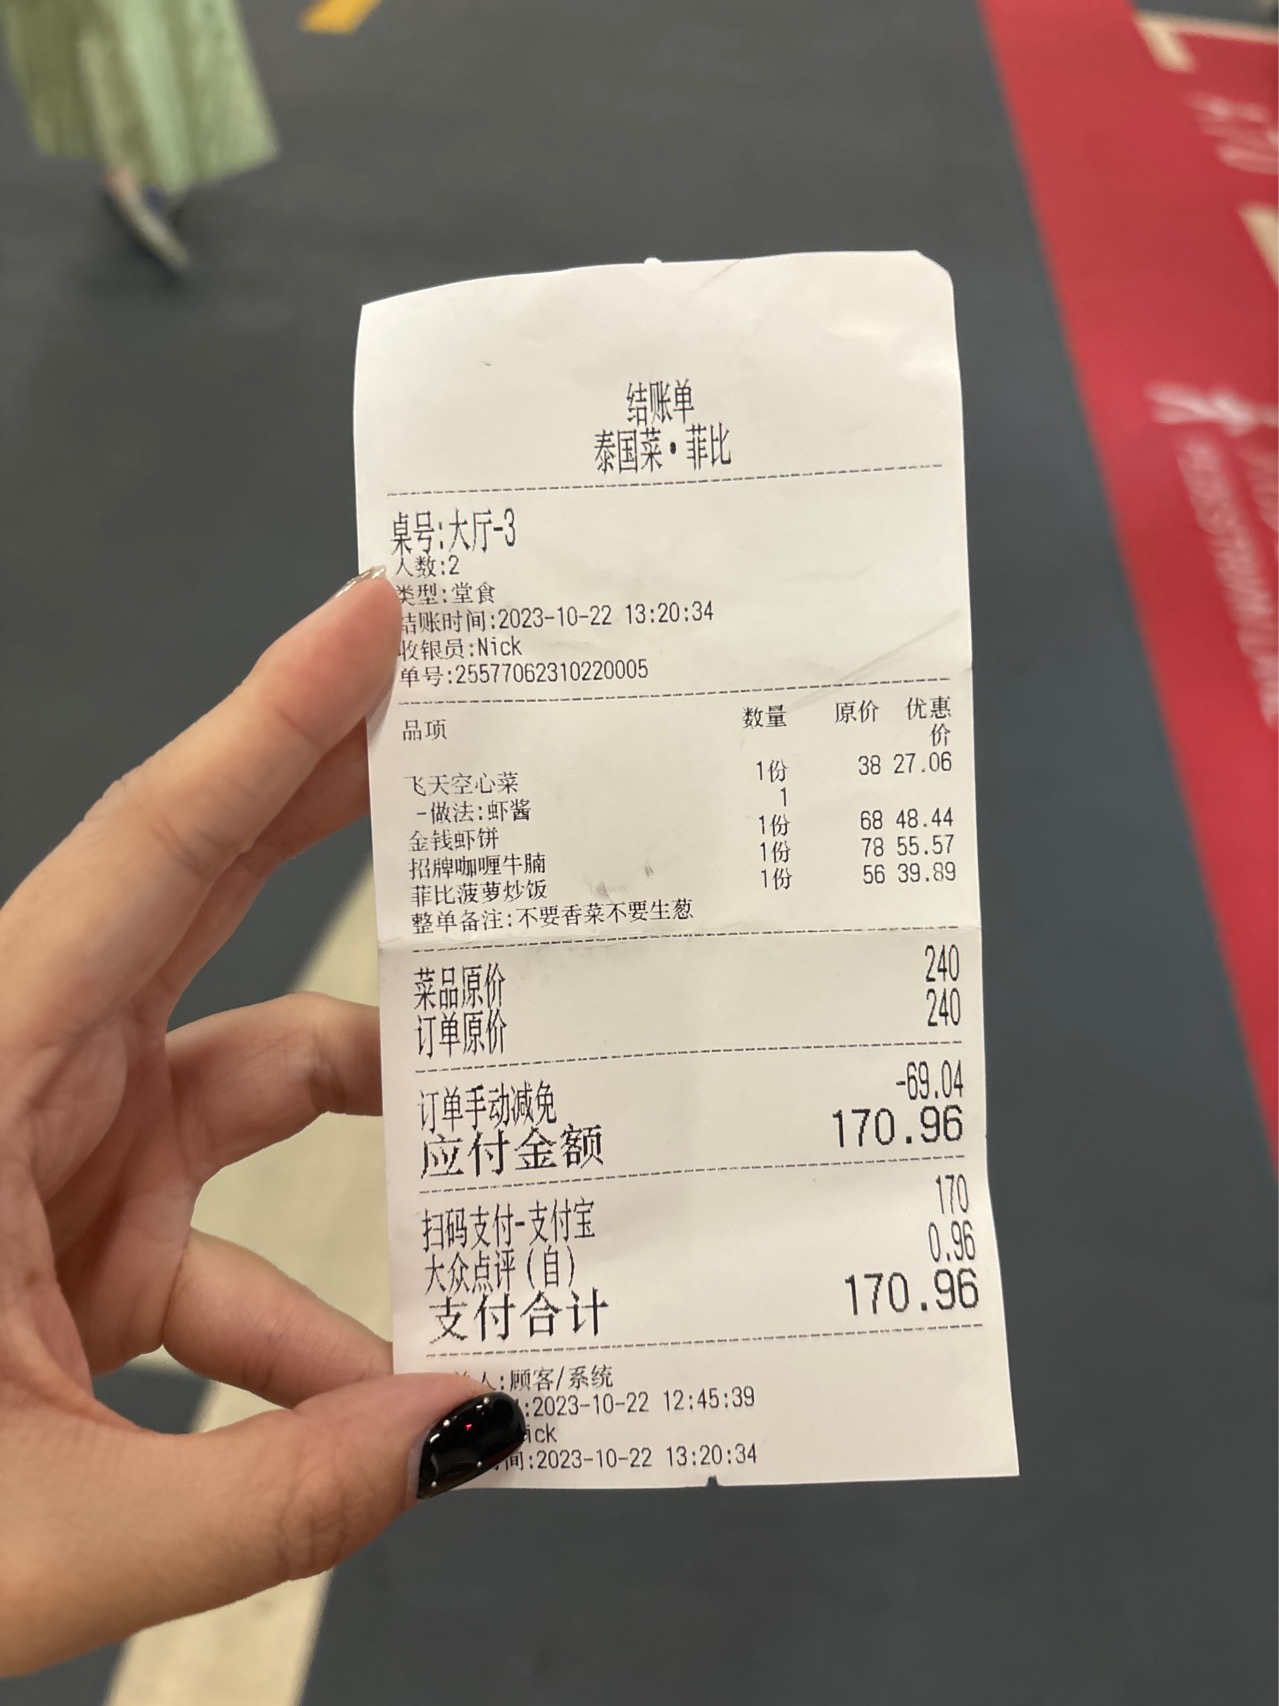 结账单
泰国菜•菲比
桌号:大厅-3
人数:2
类型:堂食
结账时间:2023-10-22 13:20:34
收银员:Nick
单号:25577062310220005
品项 数量 原价 优惠价
飞天空心菜 1份 38 27.06
-做法:虾酱 1
金钱虾饼 1份 68 48.44
招牌咖喱牛腩 1份 78 55.57
菲比菠萝炒饭 1份 56 39.89
整单备注:不要香菜不要生葱
菜品原价 240
订单原价 240
订单手动减免 -69.04
应付金额 170.96
扫码支付-支付宝 170
大众点评(自) 0.96
支付合计 170.96
人:顾客/系统
:2023-10-22 12:45:39
ick
间:2023-10-22 13:20:34